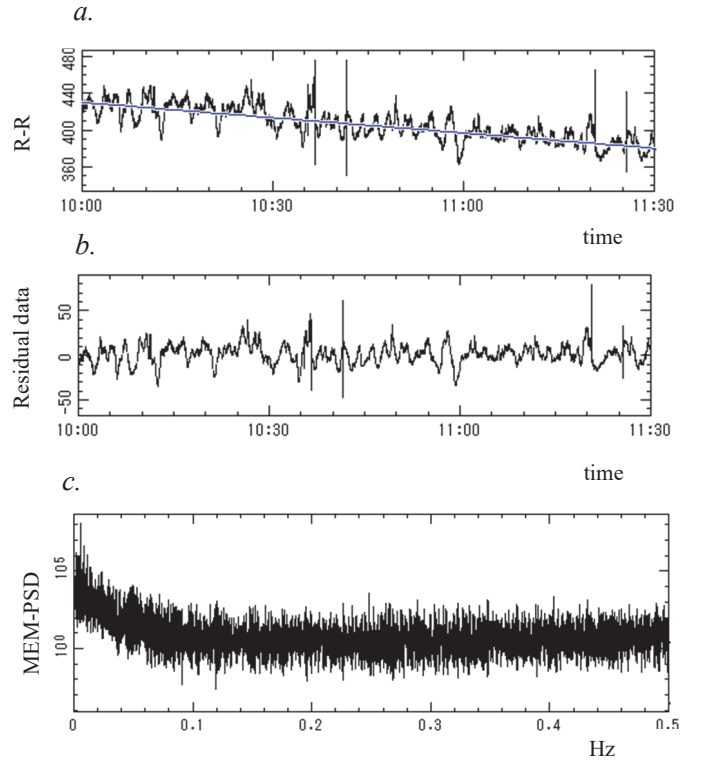 a.
R-R
480
440
400
360
10:00 10:30 11:00 11:30
time
b.
Residual data
50
0
-50
10:00 10:30 11:00 11:30
time
c.
MEM-PSD
10⁵
10⁰
0 0.1 0.2 0.3 0.4 0.5
Hz